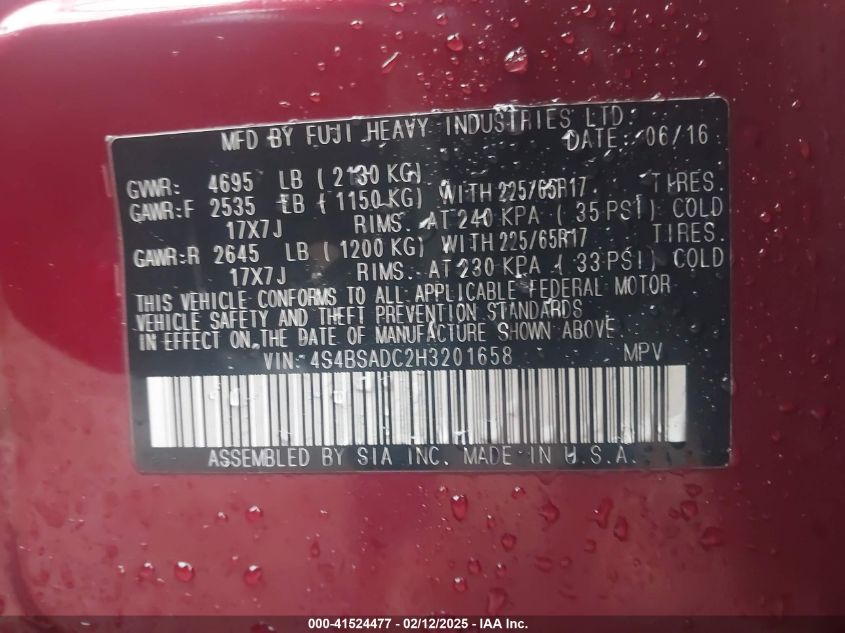 MFD BY FUJI HEAVY INDUSTRIES LTD.
DATE: 06/16
GVWR: 4695 LB ( 2130 KG)
GAWR:F 2535 LB ( 1150 KG) WITH 225/65R17 TIRES.
17X7J RIMS. AT 240 KPA ( 35 PSI) COLD
GAWR:R 2645 LB ( 1200 KG) WITH 225/65R17 TIRES.
17X7J RIMS. AT 230 KPA ( 33 PSI) COLD
THIS VEHICLE CONFORMS TO ALL APPLICABLE FEDERAL MOTOR
VEHICLE SAFETY AND THEFT PREVENTION STANDARDS
IN EFFECT ON THE DATE OF MANUFACTURE SHOWN ABOVE.
VIN: 4S4BSADC2H3201658 MPV
ASSEMBLED BY SIA INC. MADE IN U.S.A.
000-41524477 - 02/12/2025 - IAA Inc.